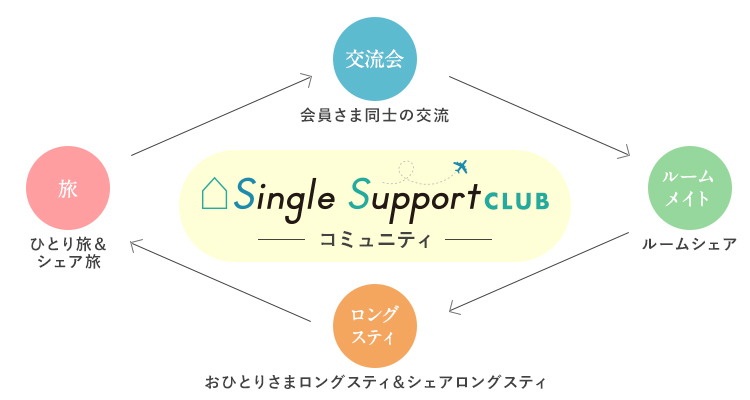 交流会
会員さま同士の交流
旅
ひとり旅&
シェア旅
Single Support CLUB
コミュニティ
ルーム
メイト
ルームシェア
ロング
スティ
おひとりさまロングスティ&シェアロングスティ